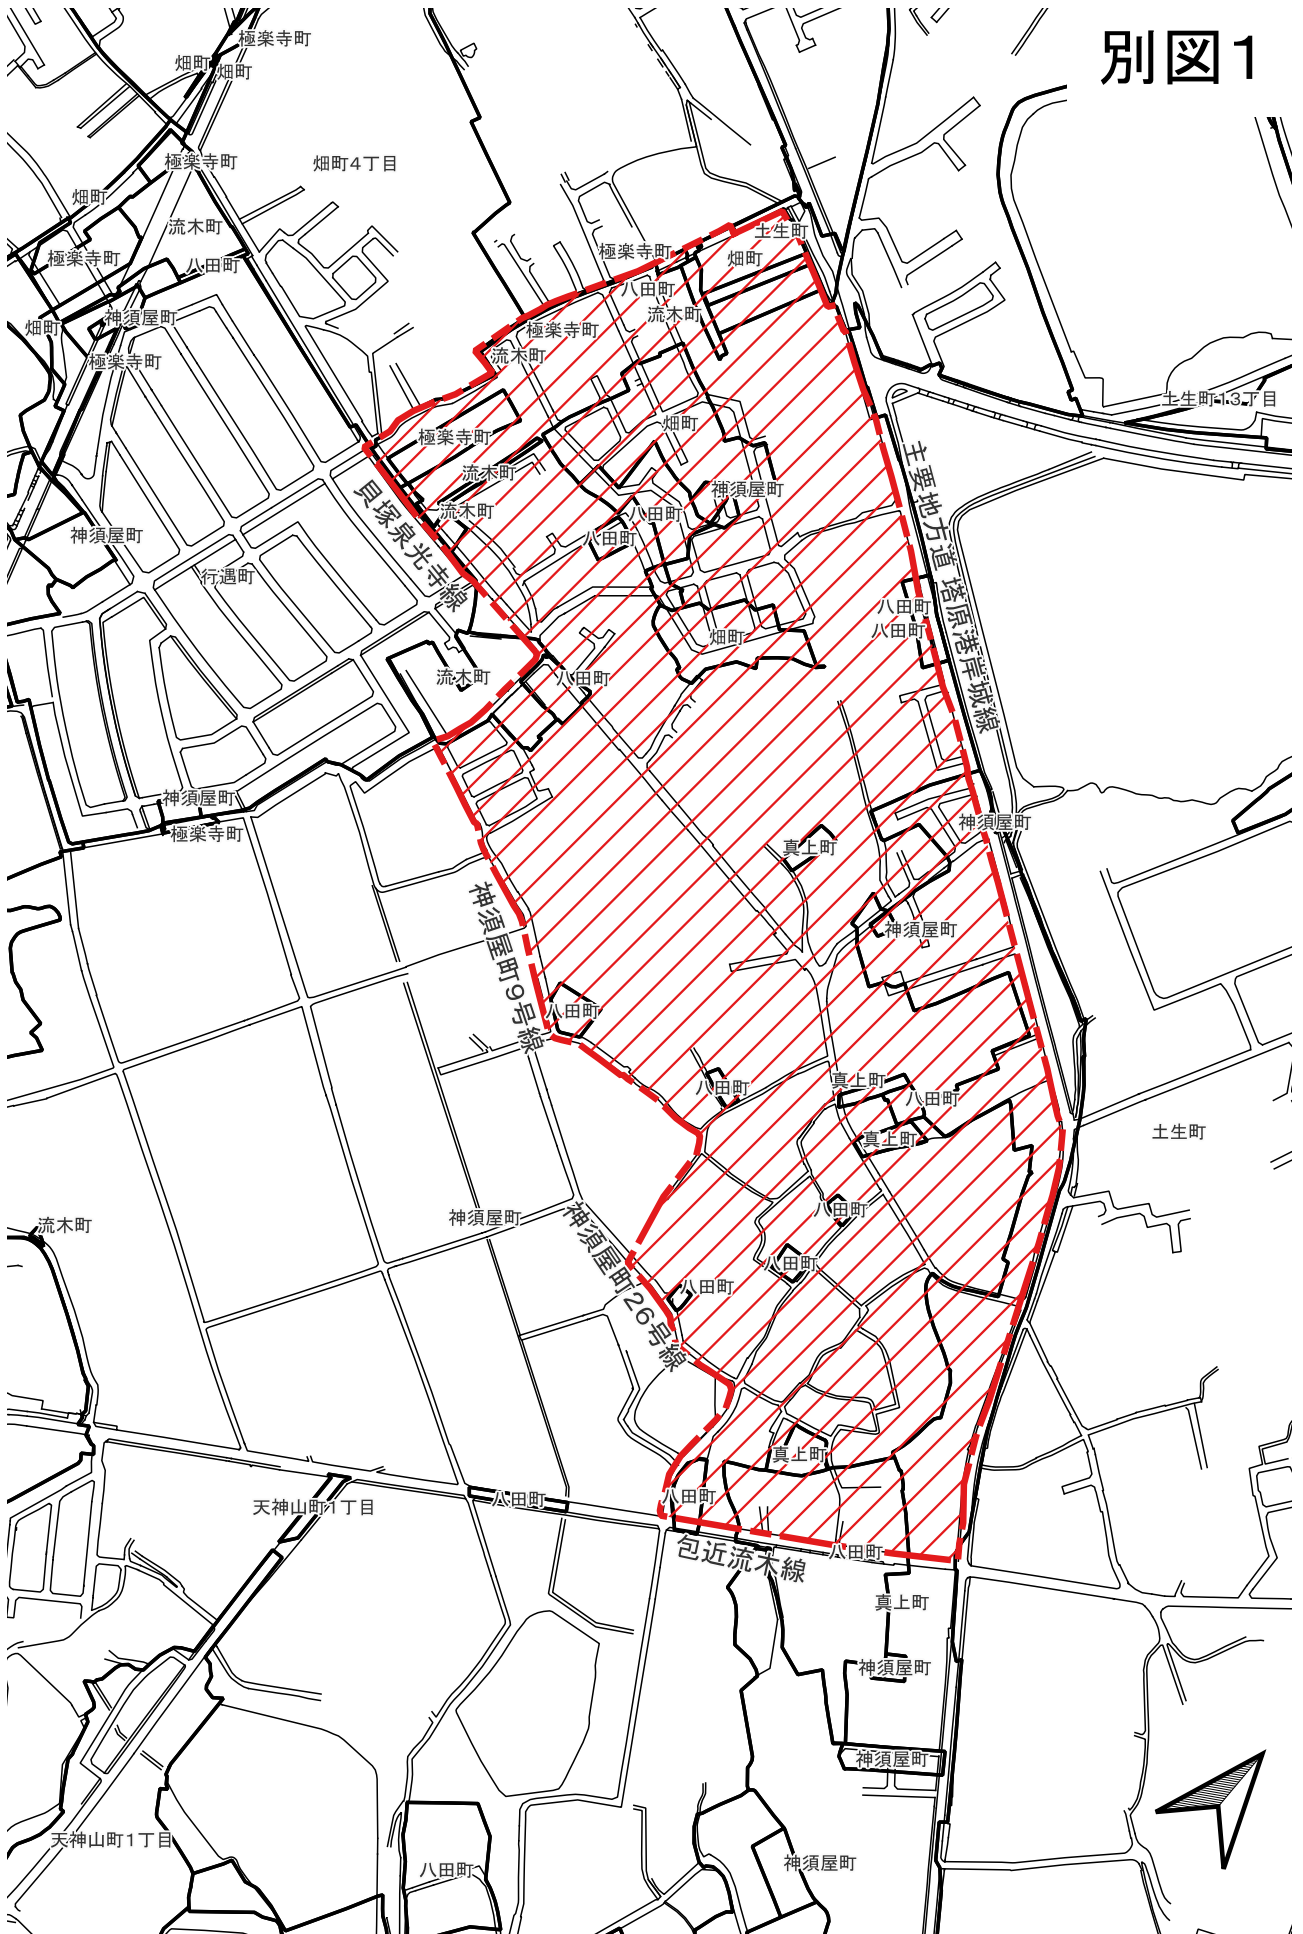 別図1
極楽寺町
畑町
畑町
極楽寺町
畑町4丁目
畑町
流木町
極楽寺町
八田町
土生町
極楽寺町
畑町
八田町
流木町
神須屋町
畑町
極楽寺町
極楽寺町
流木町
土生町13丁目
極楽寺町
畑町
流木町
神須屋町
流木町
八田町
八田町
主要地方道 塔原港岸城線
貝塚泉光寺線
神須屋町
行遇町
八田町
八田町
畑町
流木町
八田町
神須屋町
極楽寺町
神須屋町
真上町
神須屋町
神須屋町9号線
八田町
真上町
八田町
八田町
真上町
土生町
八田町
神須屋町
流木町
八田町
八田町
神須屋町26号線
真上町
八田町
八田町
天神山町1丁目
包近流木線
八田町
真上町
神須屋町
神須屋町
天神山町1丁目
八田町
神須屋町